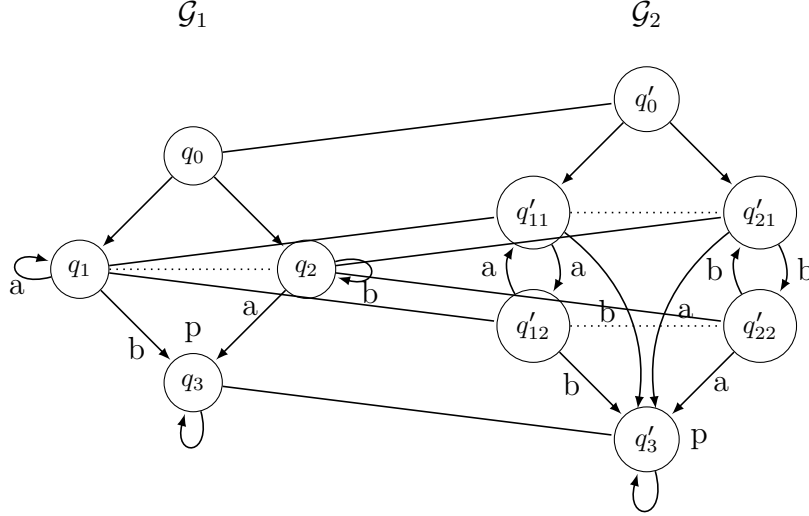 𝒢₁ 𝒢₂
q′₀
q₀
q′₁₁ q′₂₁
q₁ q₂
a b a a b b
a b a
p b
q′₁₂ q′₂₂
q₃
b a
q′₃ p